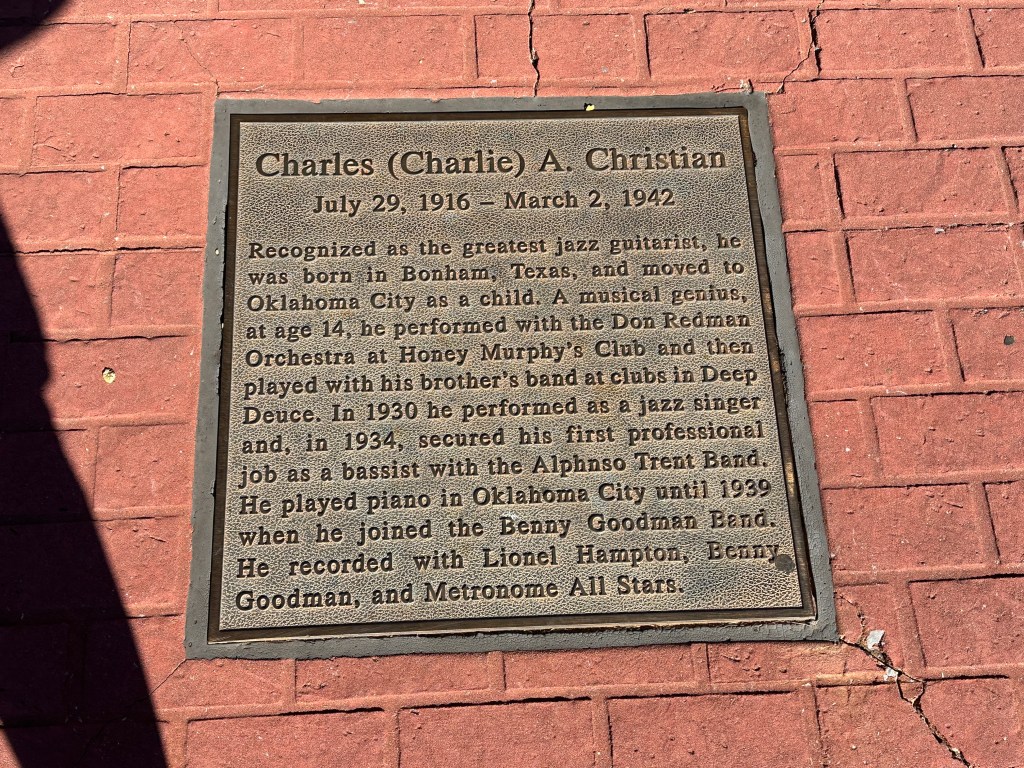 Charles (Charlie) A. Christian
July 29, 1916 – March 2, 1942
Recognized as the greatest jazz guitarist, he
was born in Bonham, Texas, and moved to
Oklahoma City as a child. A musical genius,
at age 14, he performed with the Don Redman
Orchestra at Honey Murphy's Club and then
played with his brother's band at clubs in Deep
Deuce. In 1930 he performed as a jazz singer
and, in 1934, secured his first professional
job as a bassist with the Alphnso Trent Band.
He played piano in Oklahoma City until 1939
when he joined the Benny Goodman Band.
He recorded with Lionel Hampton, Benny
Goodman, and Metronome All Stars.